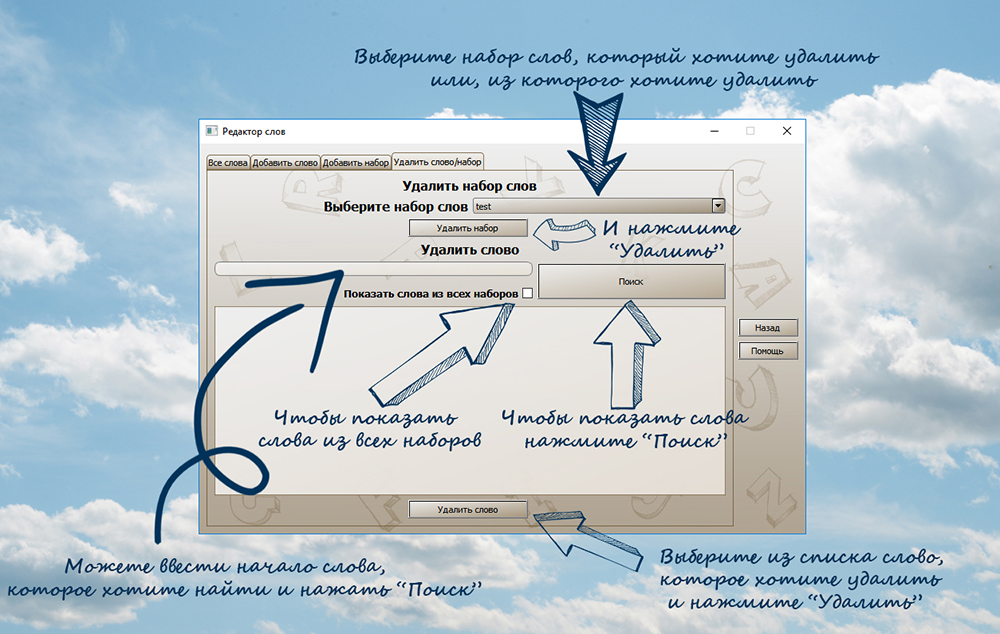 Выберите набор слов, который хотите удалить
или, из которого хотите удалить
Редактор слов
Все слова Добавить слово Добавить набор Удалить слово/набор
Удалить набор слов
Выберите набор слов test
Удалить набор
И нажмите
“Удалить”
Удалить слово
Поиск
Показать слова из всех наборов
Назад
Помощь
Чтобы показать
слова из всех наборов
Чтобы показать слова
нажмите “Поиск”
Удалить слово
Можете ввести начало слова,
которое хотите найти и нажать “Поиск”
Выберите из списка слово,
которое хотите удалить
и нажмите “Удалить”